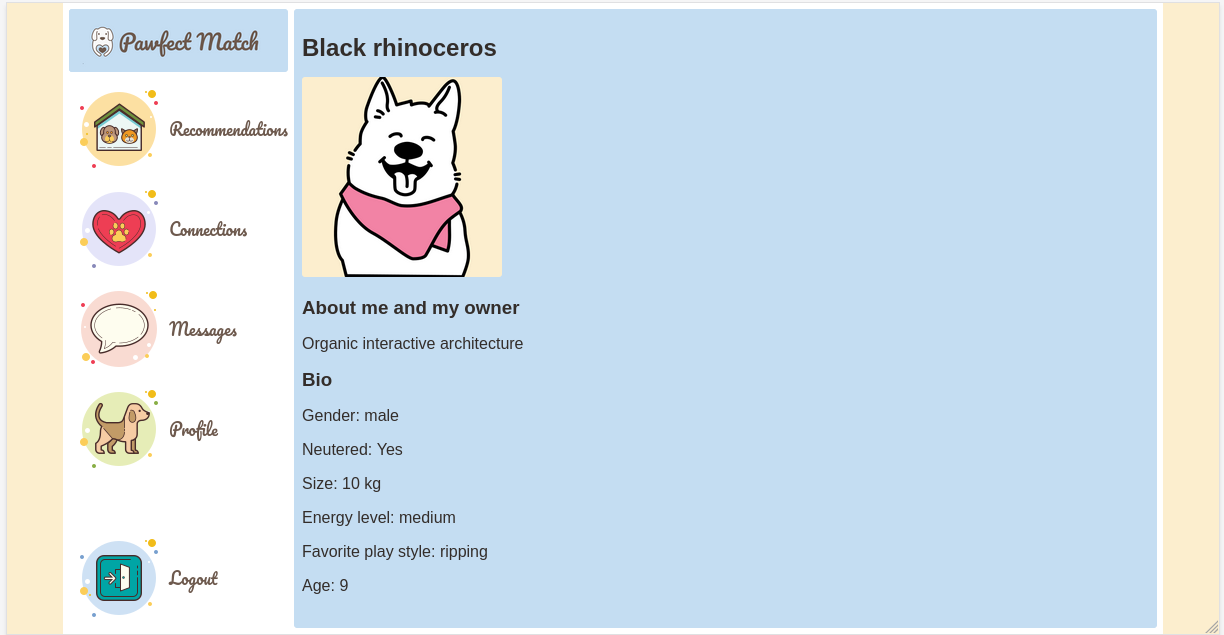 Pawfect Match
Recommendations
Connections
Messages
Profile
Logout
Black rhinoceros
About me and my owner
Organic interactive architecture
Bio
Gender: male
Neutered: Yes
Size: 10 kg
Energy level: medium
Favorite play style: ripping
Age: 9